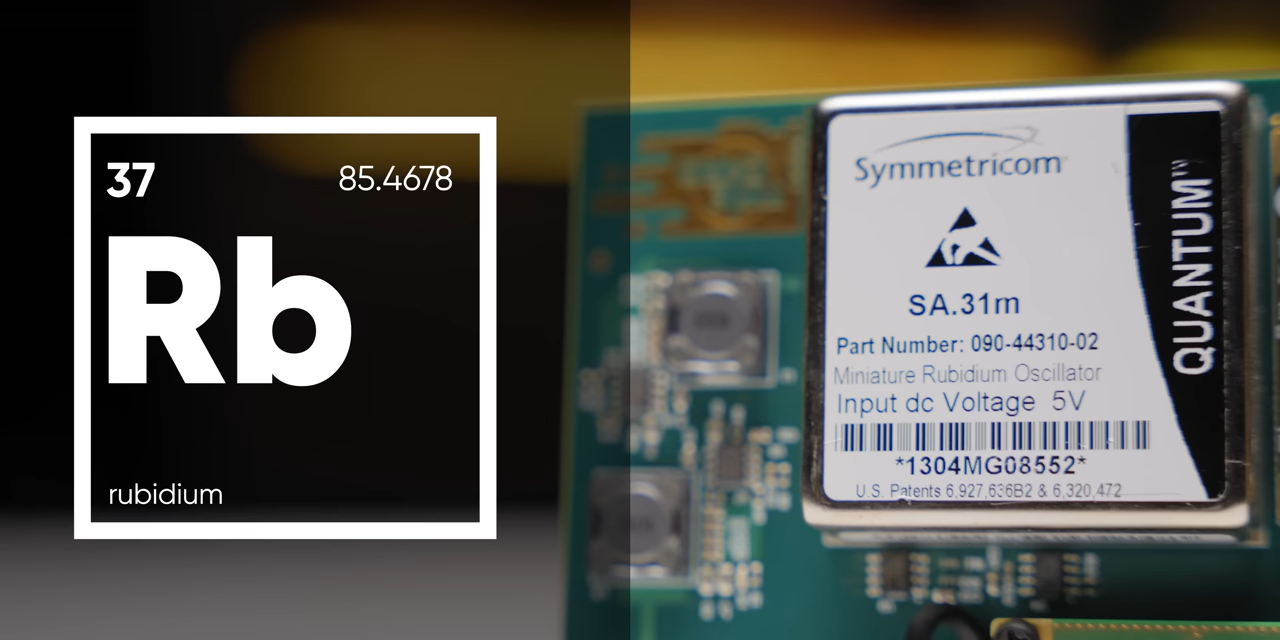 37
85.4678
Rb
rubidium
Symmetricom
QUANTUM™
SA.31m
Part Number: 090-44310-02
Miniature Rubidium Oscillator
Input dc Voltage 5V
*1304MG08552*
U.S. Patents 6,927,636B2 & 6,320,472